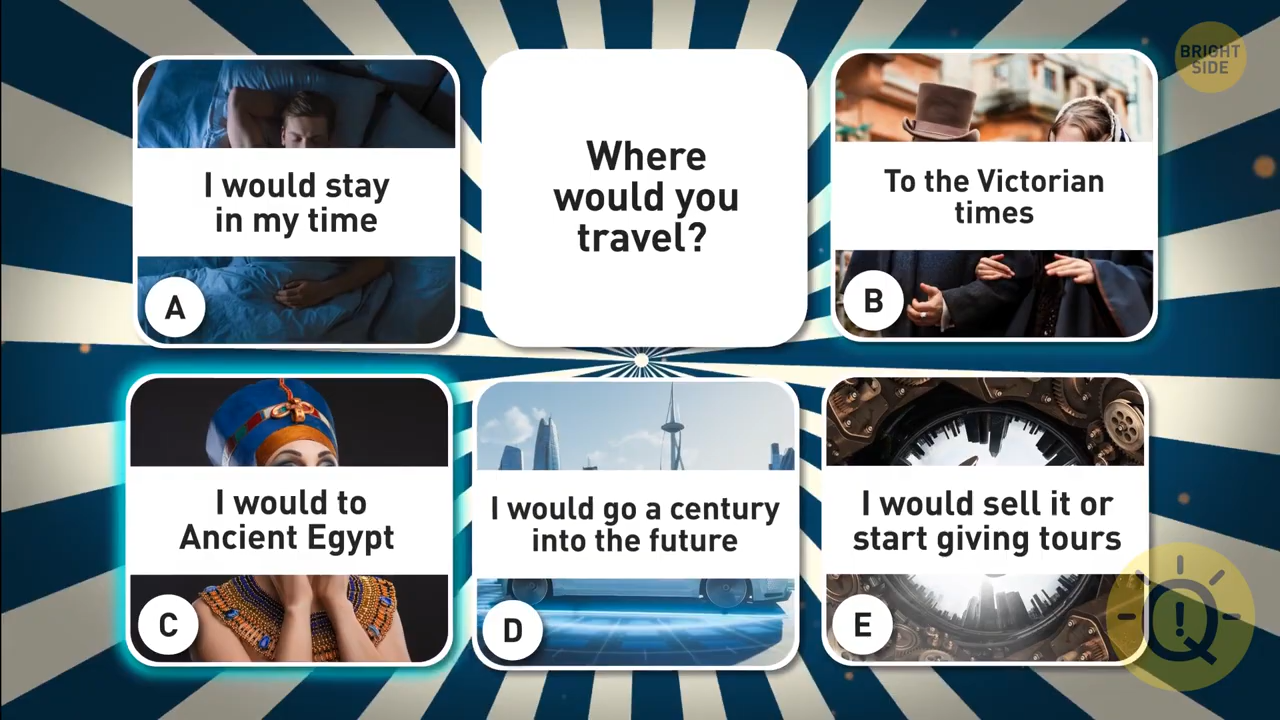 BRIGHT
SIDE
I would stay
in my time
A
Where
would you
travel?
To the Victorian
times
B
I would to
Ancient Egypt
C
I would go a century
into the future
D
I would sell it or
start giving tours
E
Q!